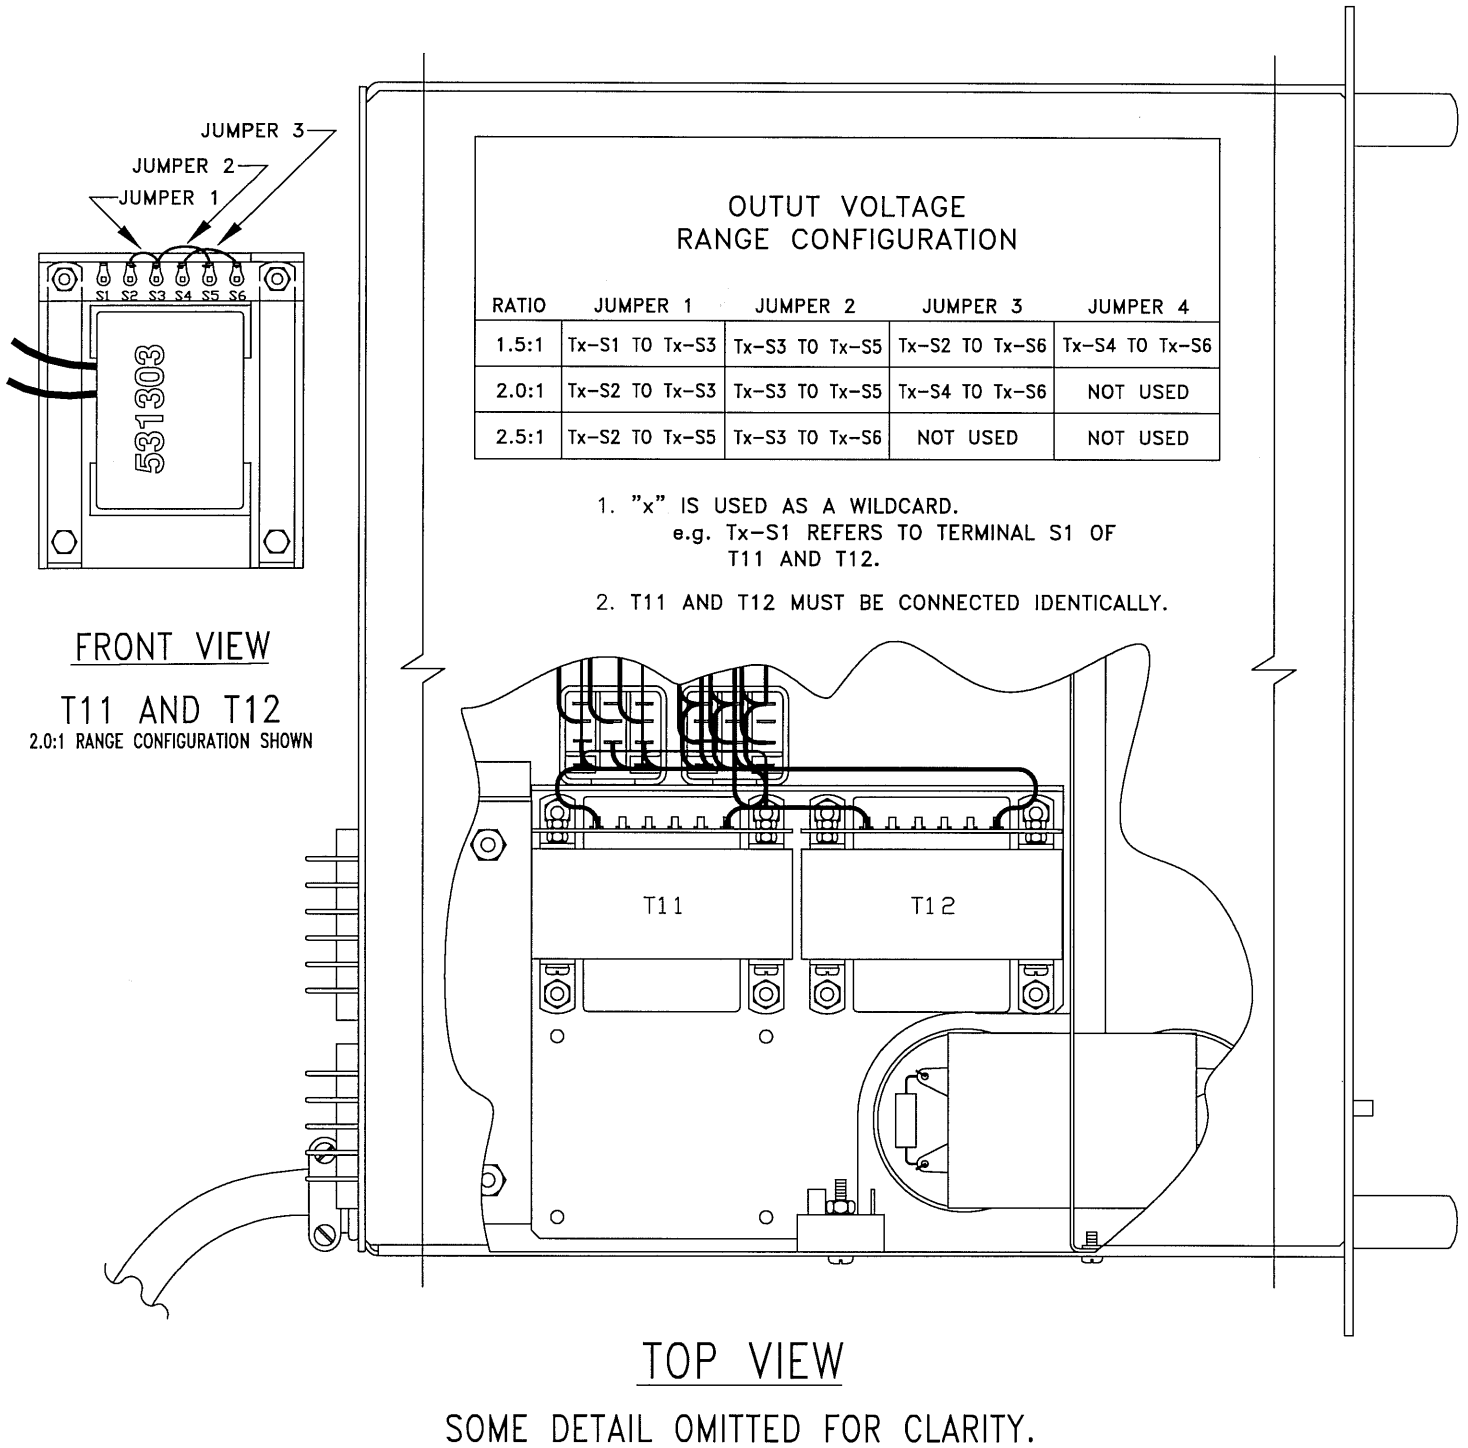 JUMPER 3
JUMPER 2
JUMPER 1
S1 S2 S3 S4 S5 S6
531303
FRONT VIEW
T11 AND T12
2.0:1 RANGE CONFIGURATION SHOWN
OUTUT VOLTAGE
RANGE CONFIGURATION
RATIO JUMPER 1 JUMPER 2 JUMPER 3 JUMPER 4
1.5:1 Tx-S1 TO Tx-S3 Tx-S3 TO Tx-S5 Tx-S2 TO Tx-S6 Tx-S4 TO Tx-S6
2.0:1 Tx-S2 TO Tx-S3 Tx-S3 TO Tx-S5 Tx-S4 TO Tx-S6 NOT USED
2.5:1 Tx-S2 TO Tx-S5 Tx-S3 TO Tx-S6 NOT USED NOT USED
1. "x" IS USED AS A WILDCARD.
e.g. Tx-S1 REFERS TO TERMINAL S1 OF
T11 AND T12.
2. T11 AND T12 MUST BE CONNECTED IDENTICALLY.
T11
T12
TOP VIEW
SOME DETAIL OMITTED FOR CLARITY.